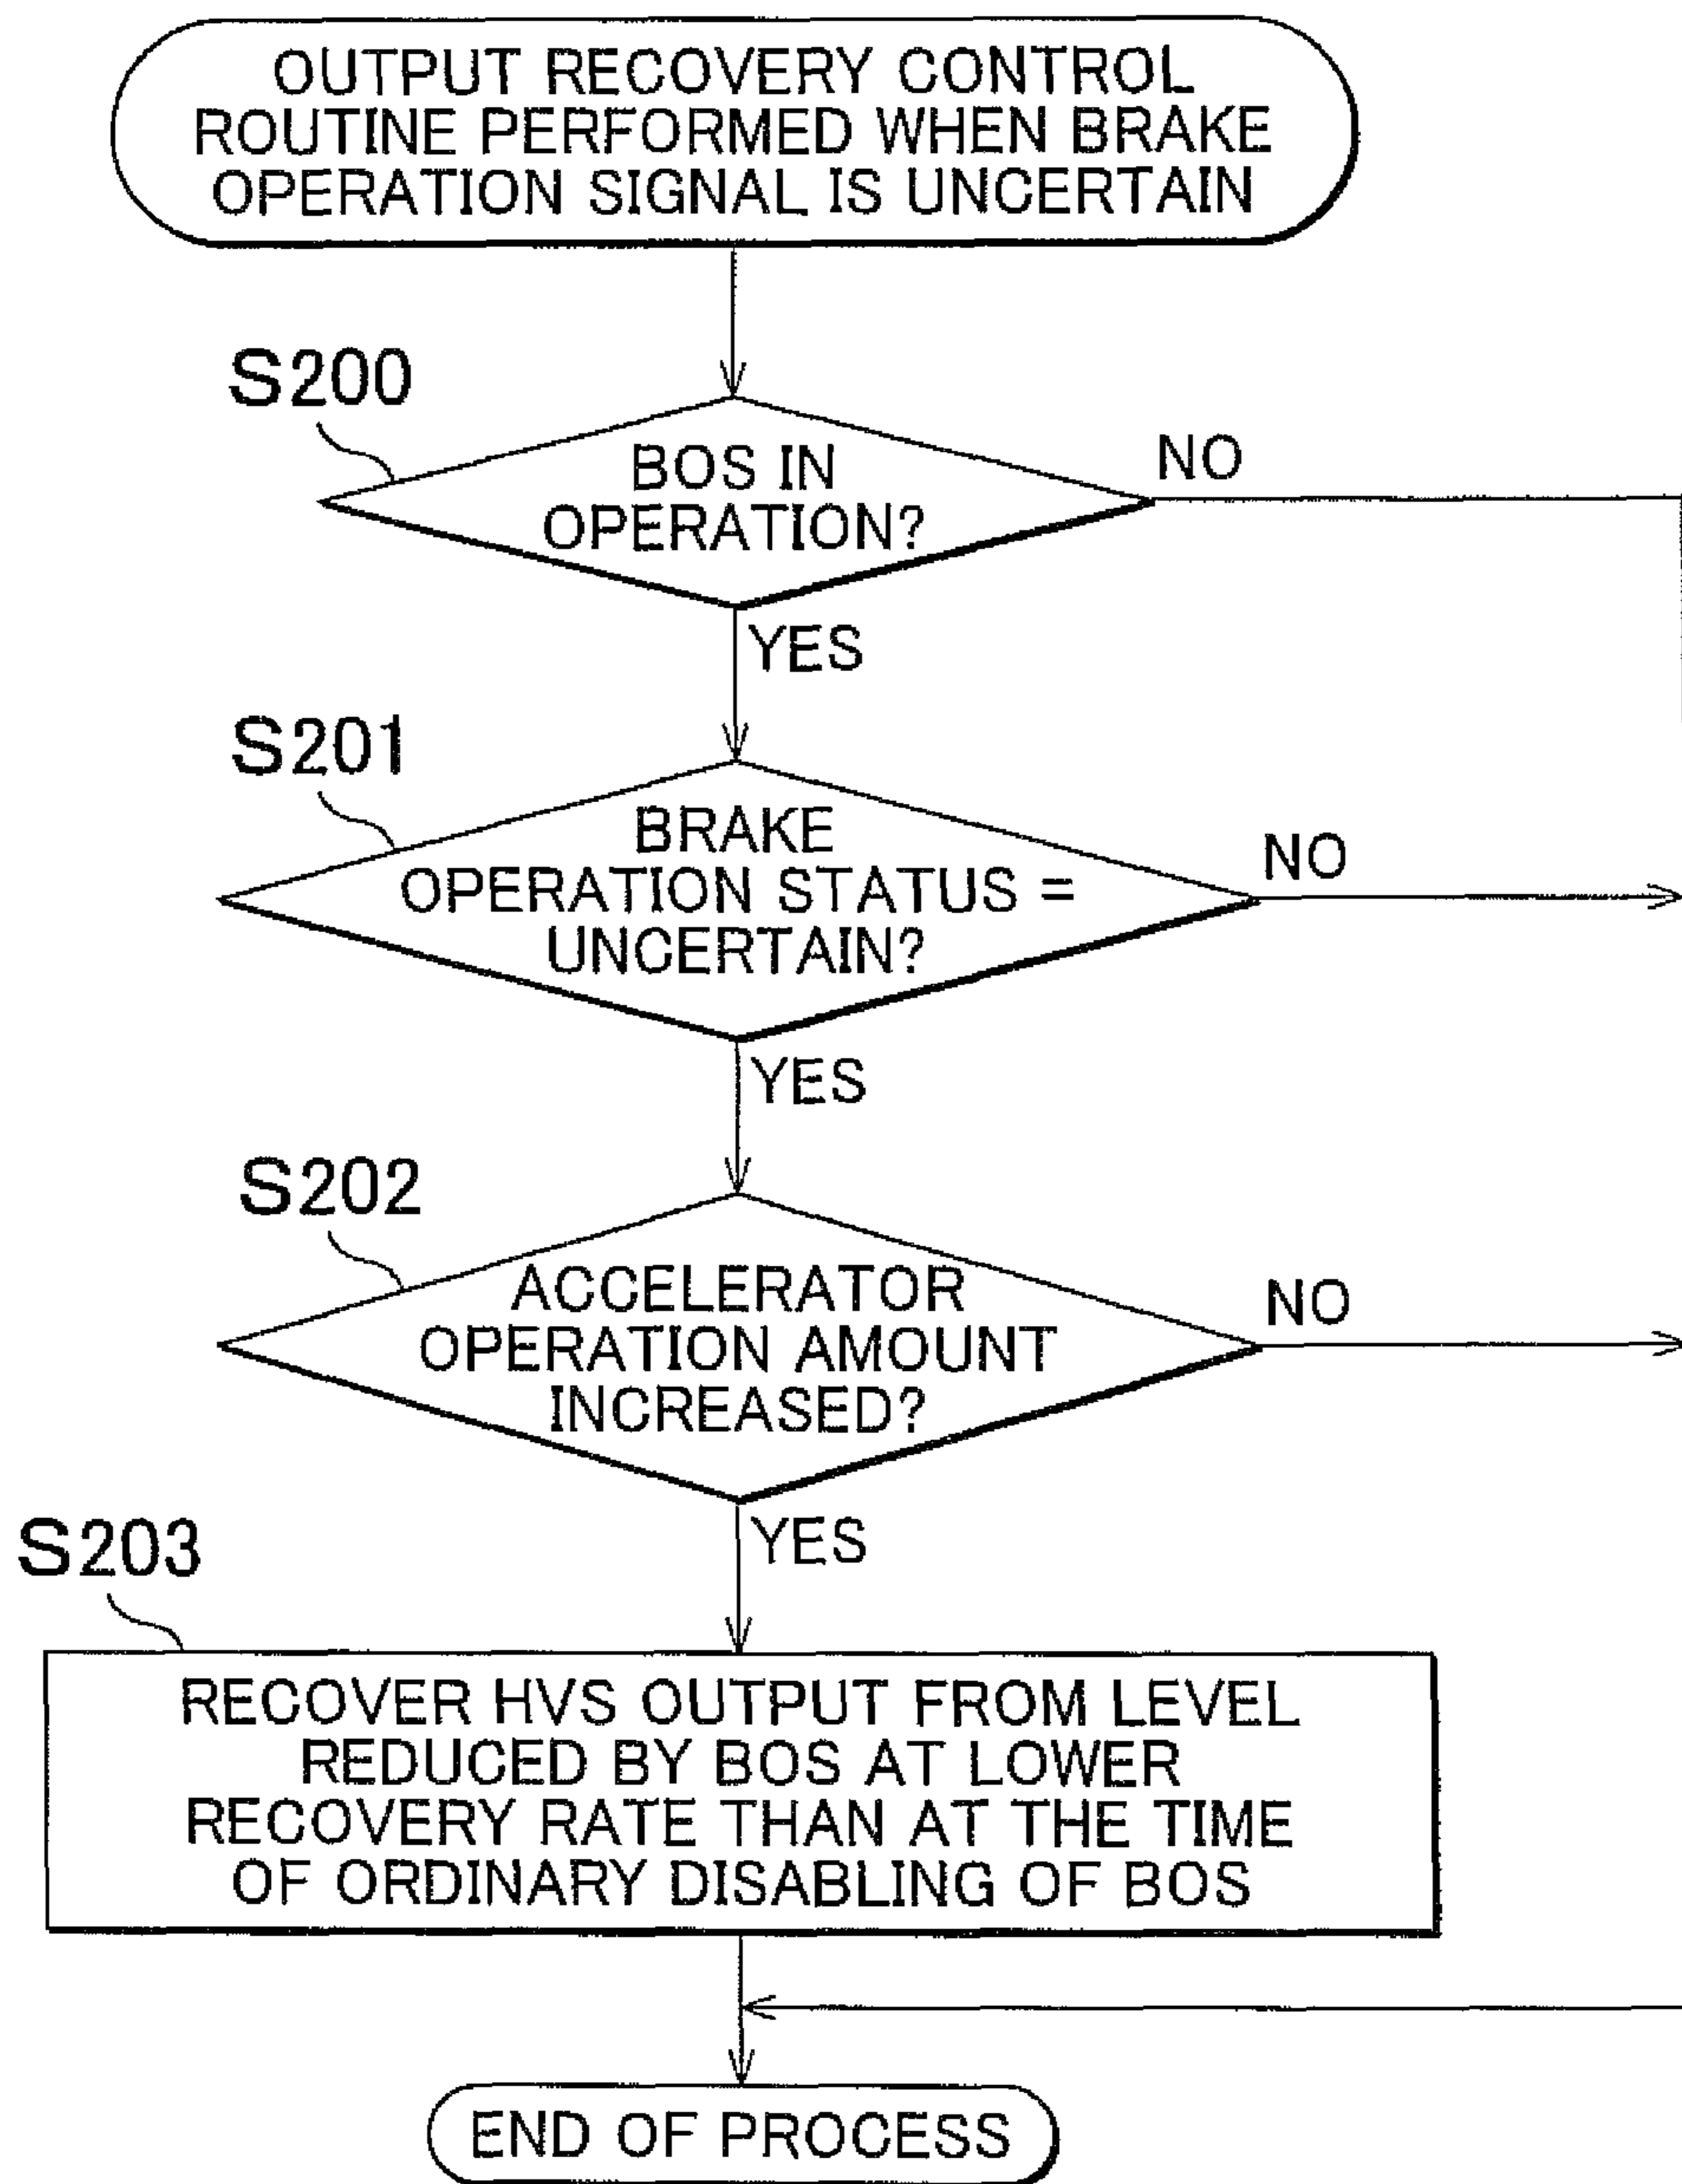 OUTPUT RECOVERY CONTROL
ROUTINE PERFORMED WHEN BRAKE
OPERATION SIGNAL IS UNCERTAIN
S200
BOS IN
OPERATION?
NO
YES
S201
BRAKE
OPERATION STATUS =
UNCERTAIN?
NO
YES
S202
ACCELERATOR
OPERATION AMOUNT
INCREASED?
NO
YES
S203
RECOVER HVS OUTPUT FROM LEVEL
REDUCED BY BOS AT LOWER
RECOVERY RATE THAN AT THE TIME
OF ORDINARY DISABLING OF BOS
END OF PROCESS